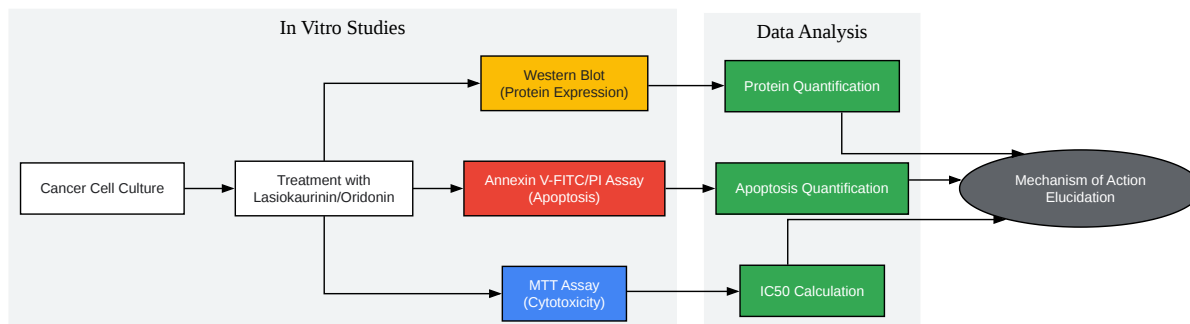 In Vitro Studies
Data Analysis
Western Blot
(Protein Expression)
Protein Quantification
Cancer Cell Culture
Treatment with
Lasiokaurinin/Oridonin
Annexin V-FITC/PI Assay
(Apoptosis)
Apoptosis Quantification
Mechanism of Action
Elucidation
MTT Assay
(Cytotoxicity)
IC50 Calculation